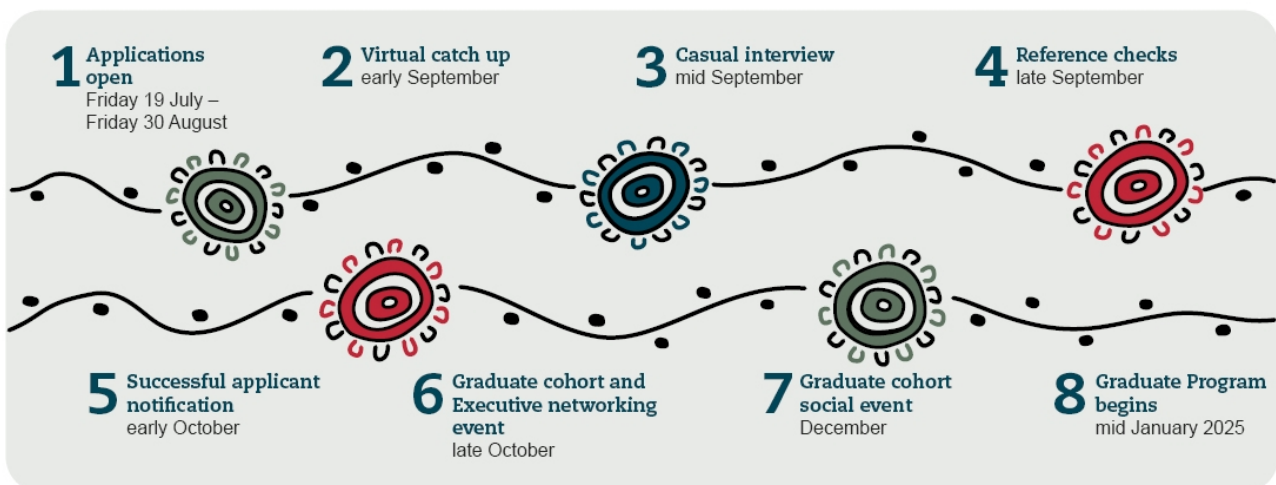 1 Applications
open
Friday 19 July –
Friday 30 August
2 Virtual catch up
early September
3 Casual interview
mid September
4 Reference checks
late September
5 Successful applicant
notification
early October
6 Graduate cohort and
Executive networking
event
late October
7 Graduate cohort
social event
December
8 Graduate Program
begins
mid January 2025